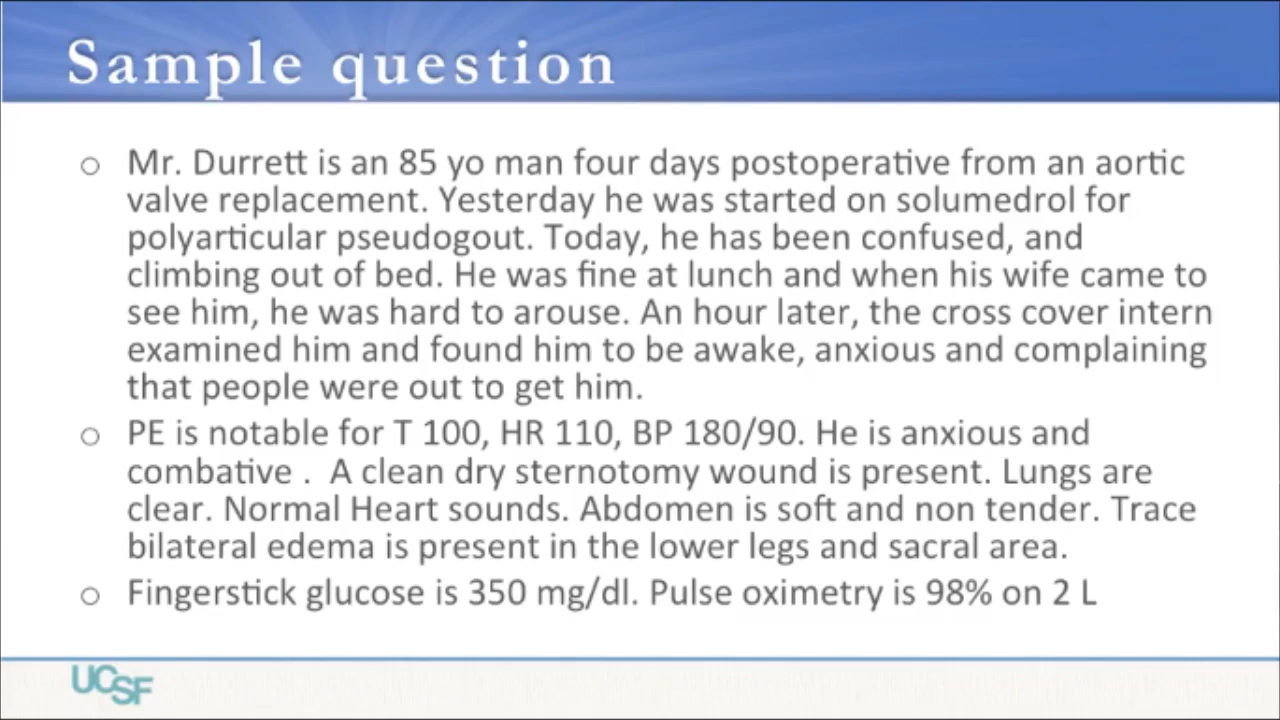 Sample question
○ Mr. Durrett is an 85 yo man four days postoperative from an aortic
valve replacement. Yesterday he was started on solumedrol for
polyarticular pseudogout. Today, he has been confused, and
climbing out of bed. He was fine at lunch and when his wife came to
see him, he was hard to arouse. An hour later, the cross cover intern
examined him and found him to be awake, anxious and complaining
that people were out to get him.
○ PE is notable for T 100, HR 110, BP 180/90. He is anxious and
combative .  A clean dry sternotomy wound is present. Lungs are
clear. Normal Heart sounds. Abdomen is soft and non tender. Trace
bilateral edema is present in the lower legs and sacral area.
○ Fingerstick glucose is 350 mg/dl. Pulse oximetry is 98% on 2 L
UCSF